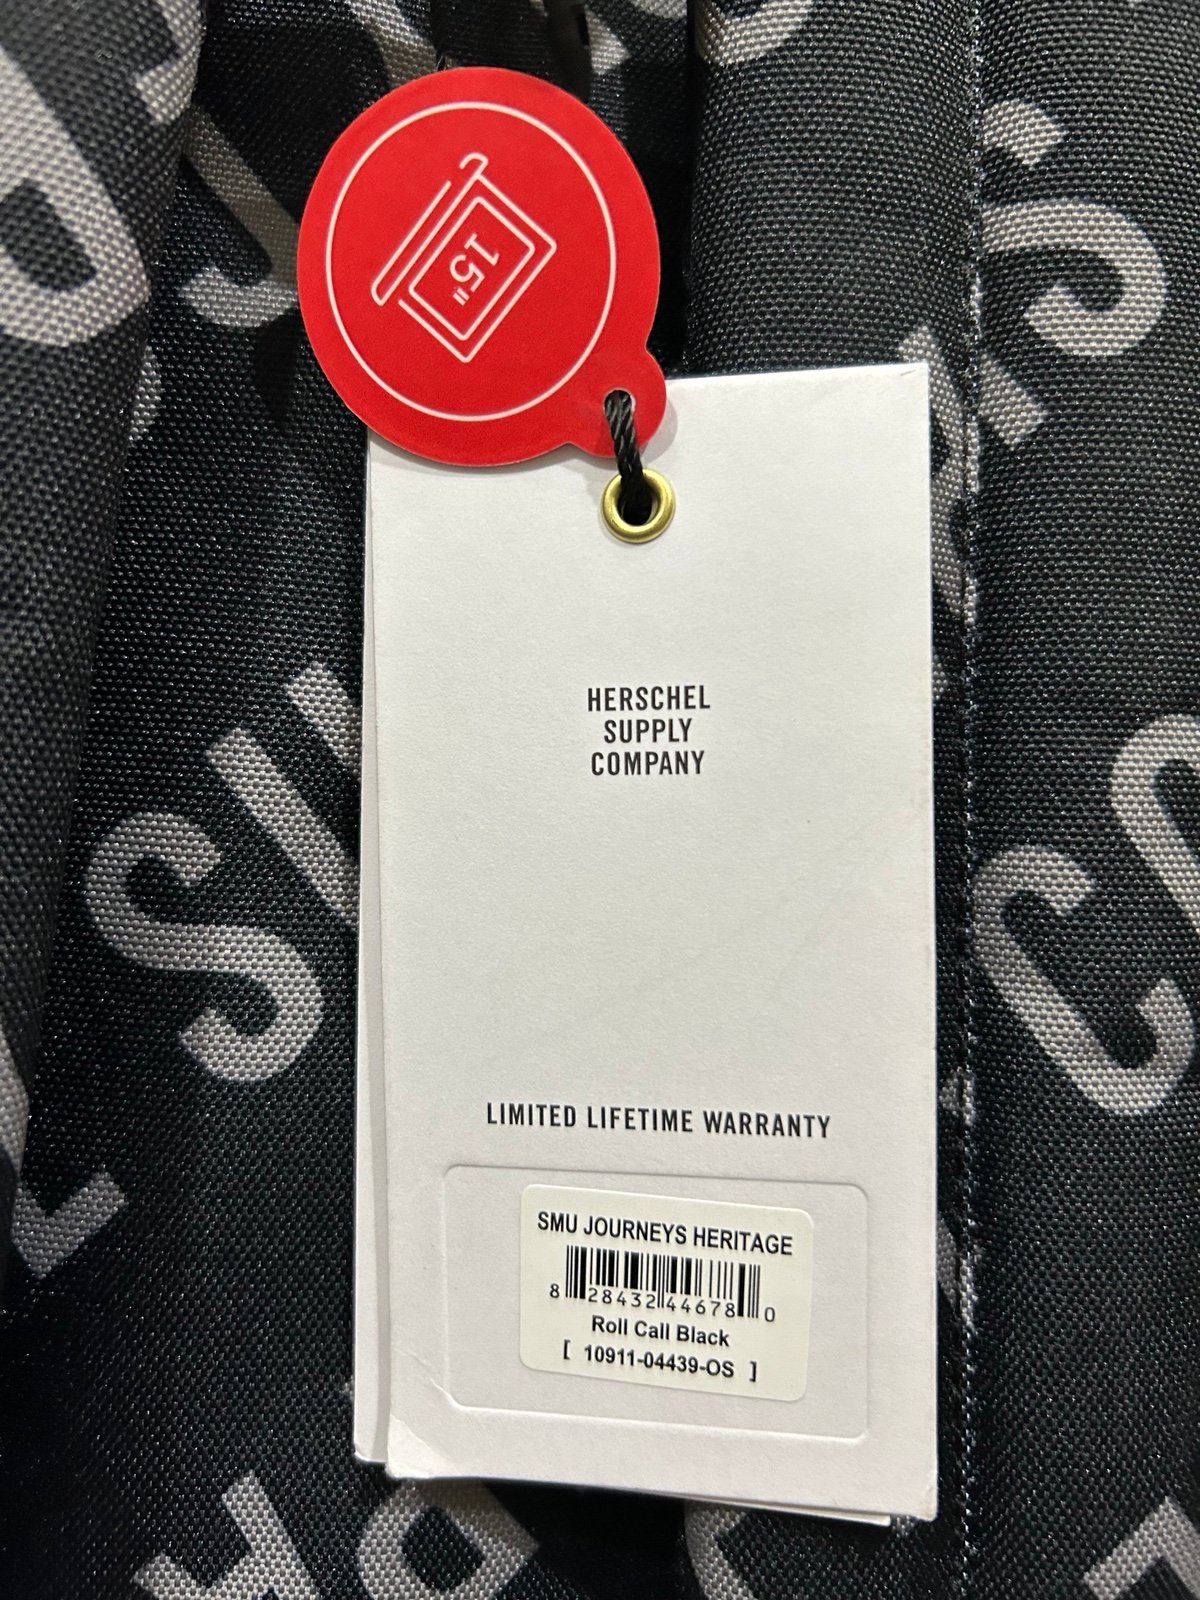 15"
HERSCHEL
SUPPLY
COMPANY
LIMITED LIFETIME WARRANTY
SMU JOURNEYS HERITAGE
8 28432 44678 0
Roll Call Black
[ 10911-04439-OS ]